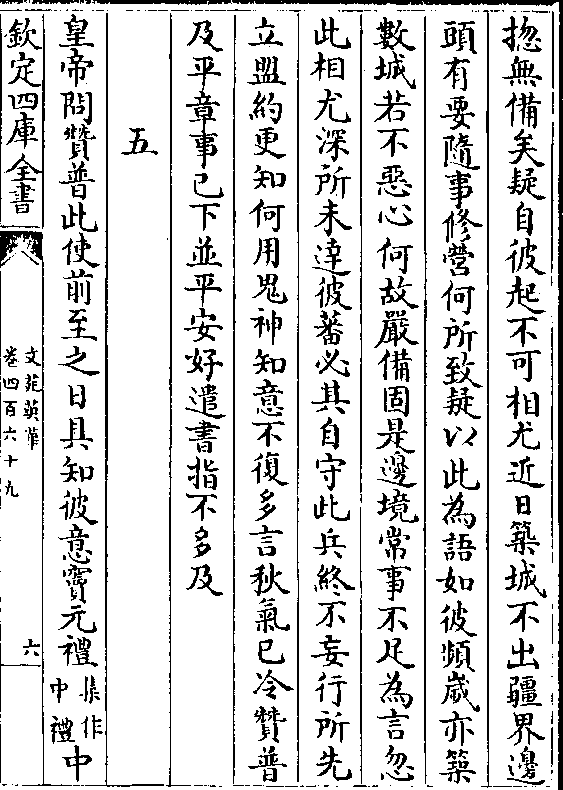 揔無備矣疑自彼起不可相尤近日築城不出疆界邊
頭有要隨事修營何所致疑以此為語如彼頻歲亦築
數城若不惡心何故嚴備固是邊境常事不足為言忽
此相尤深所未達彼蕃必其自守此兵終不妄行所先
立盟約更知何用鬼神知意不復多言秋氣已冷贊普
及平章事已下並平安好遣書指不多及
五
皇帝問贊普此使前至之日具知彼意竇元禮集作中禮中
欽定四庫全書
文苑英華
卷四百六十九
六